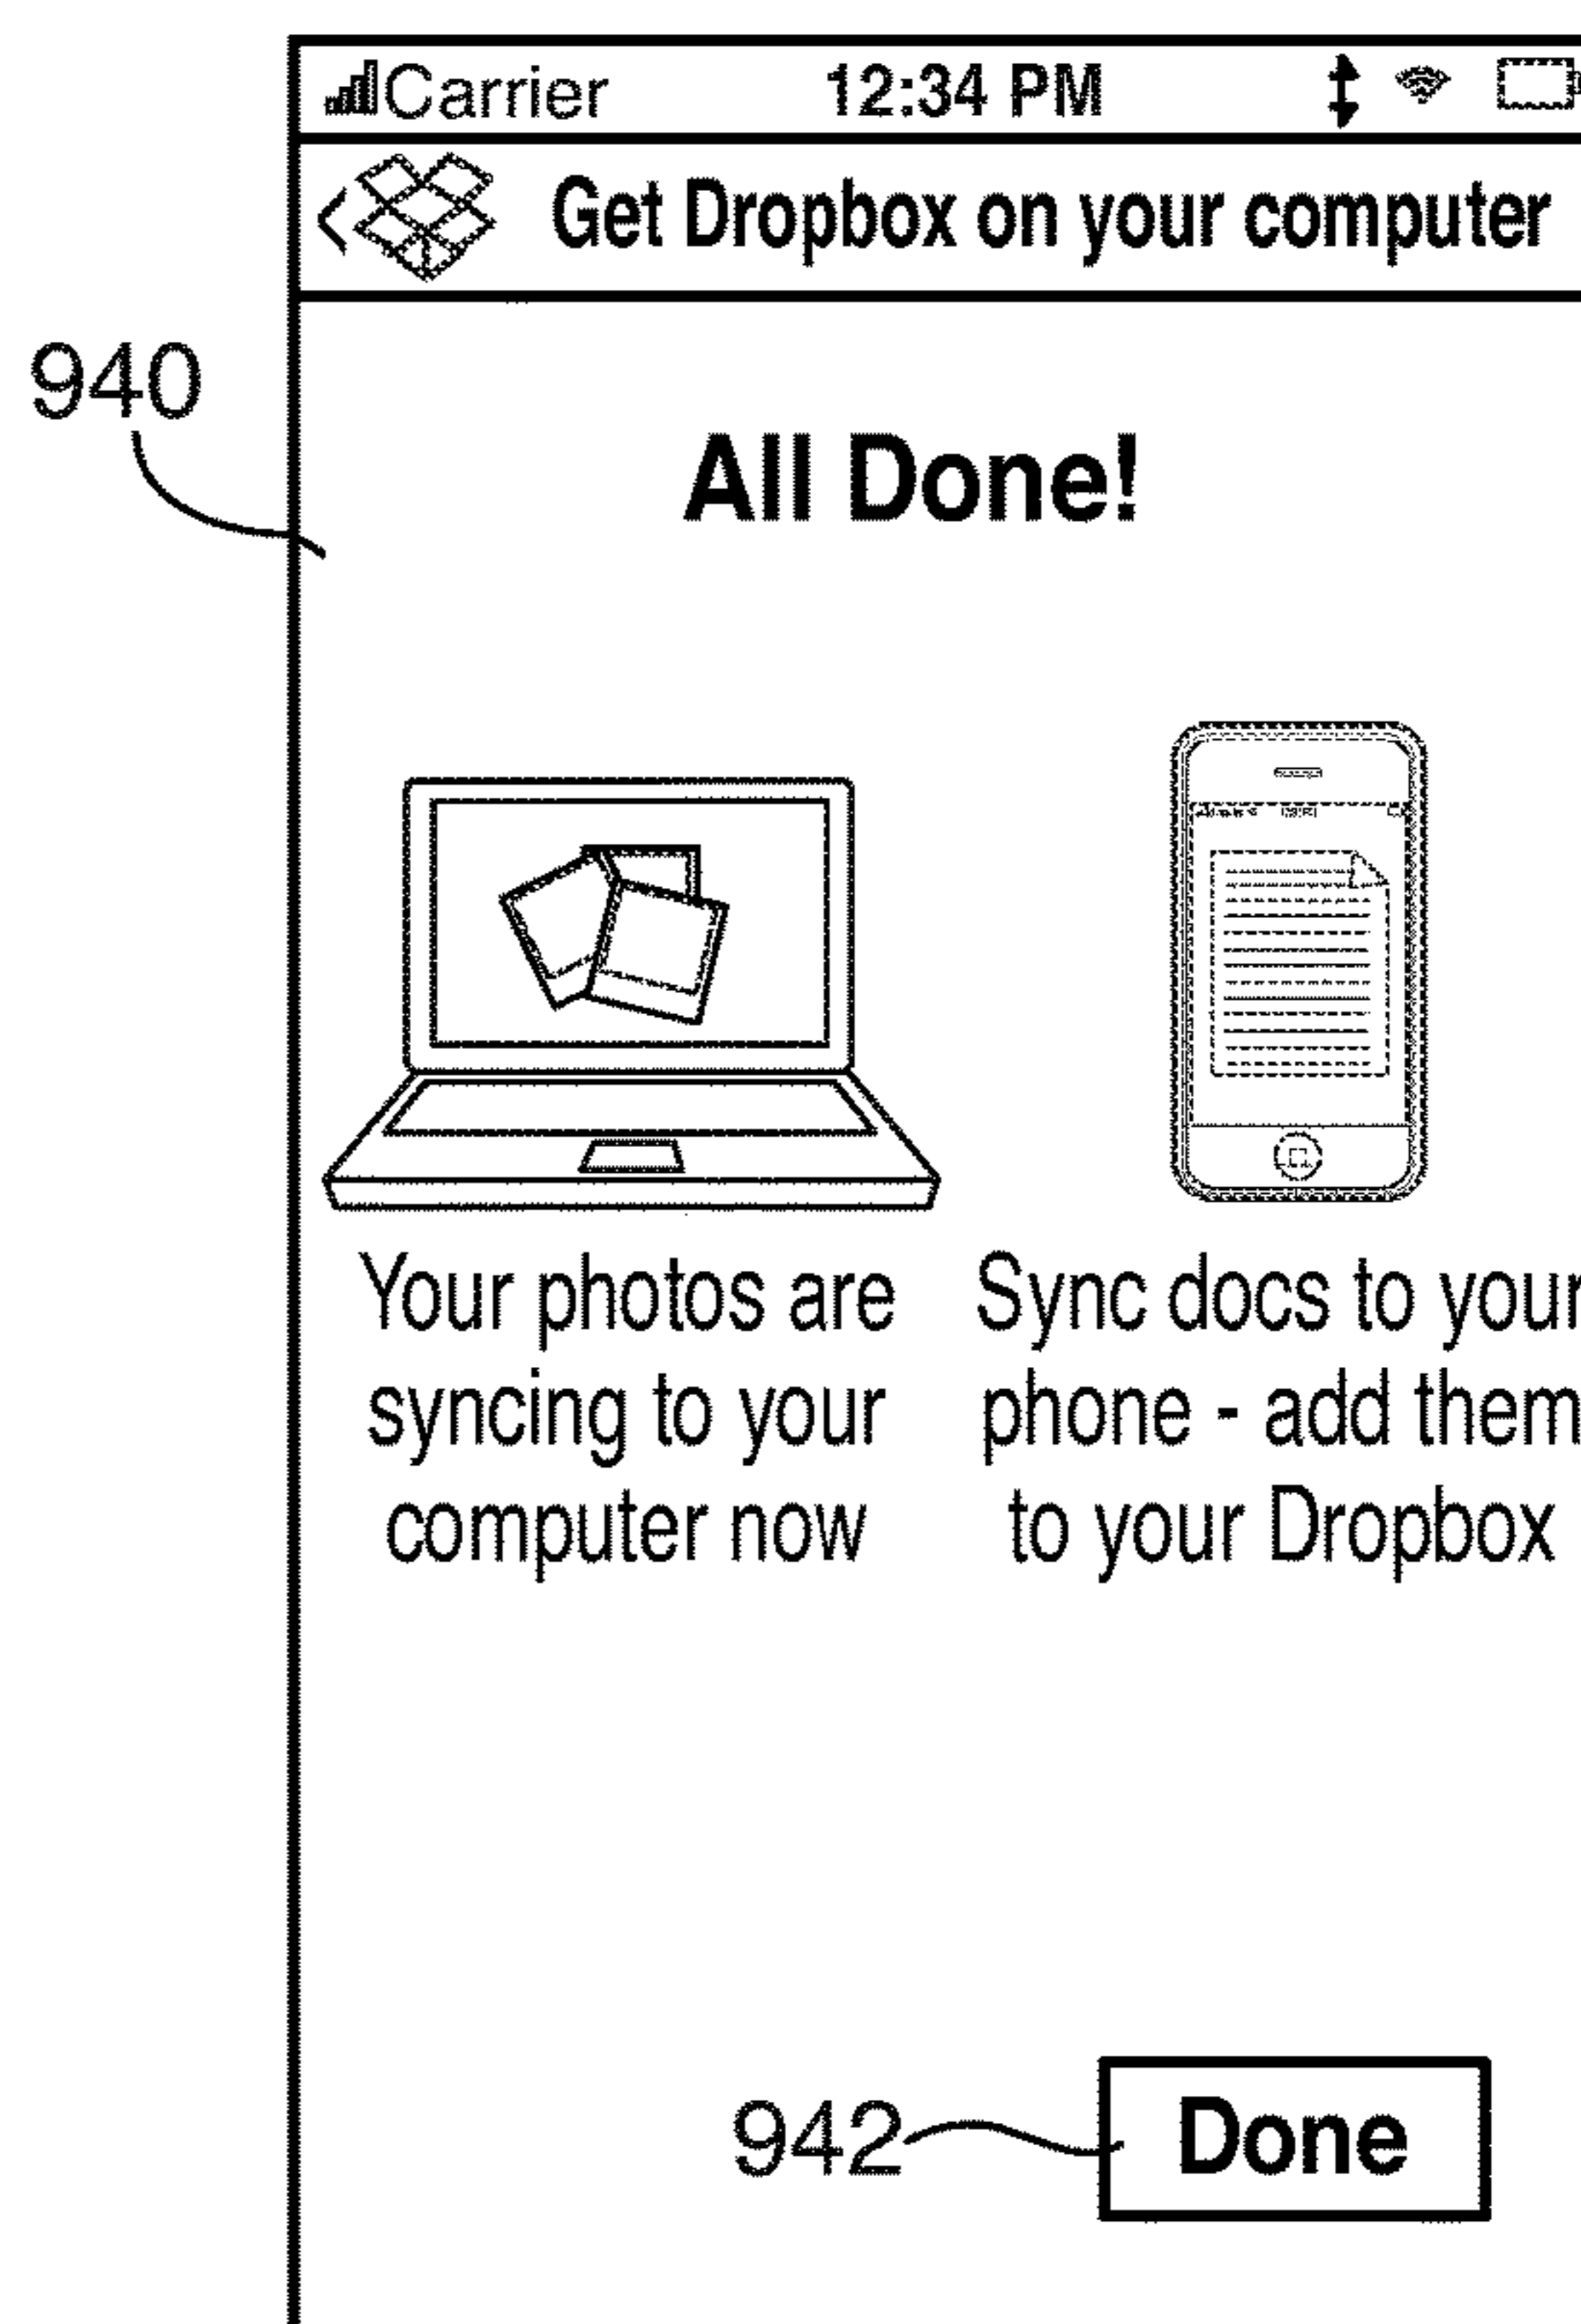 Carrier 12:34 PM
Get Dropbox on your computer
940
All Done!
Your photos are
syncing to your
computer now
Sync docs to your
phone - add them
to your Dropbox
942
Done